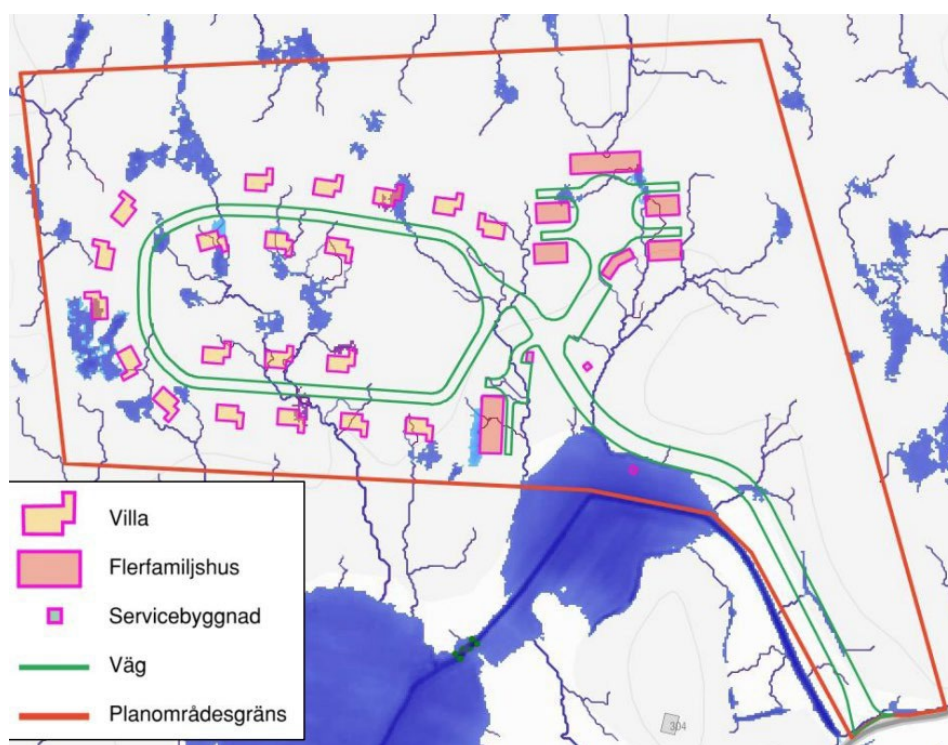 Villa
Flerfamiljshus
Servicebyggnad
Väg
Planområdesgräns
304